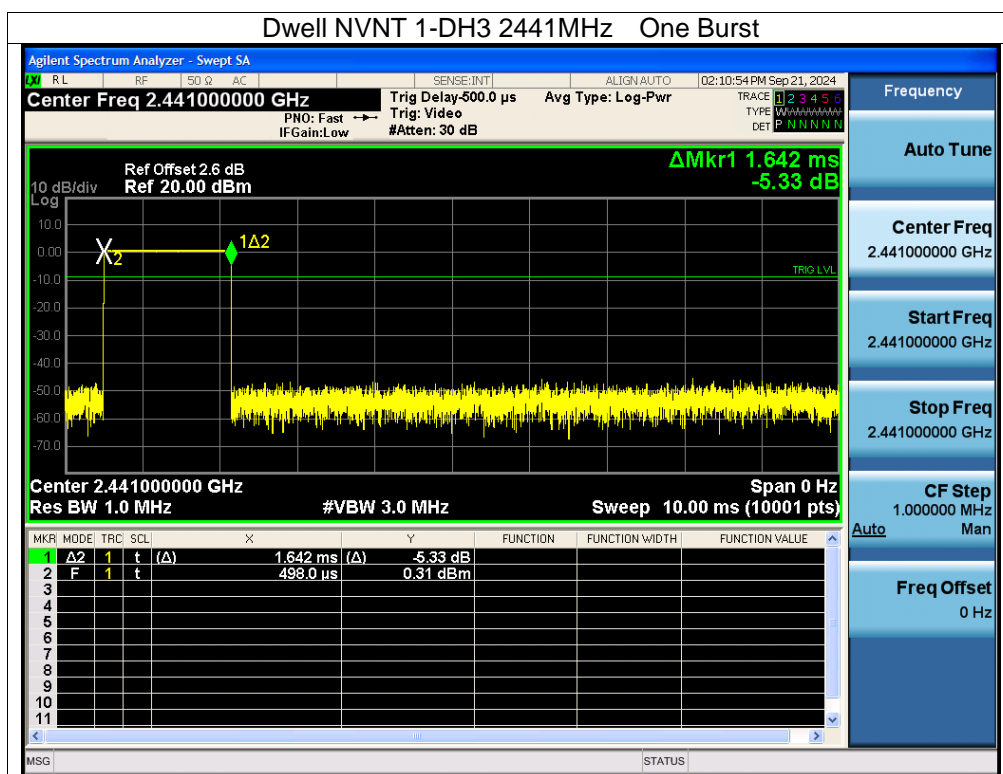 Dwell NVNT 1-DH3 2441MHz One Burst
Agilent Spectrum Analyzer - Swept SA
LXI RL RF 50 Ω AC SENSE:INT ALIGN AUTO 02:10:54 PM Sep 21, 2024
Center Freq 2.441000000 GHz Trig Delay-500.0 µs Avg Type: Log-Pwr TRACE 1 2 3 4 5 6
PNO: Fast Trig: Video TYPE WWWWWW
IFGain:Low #Atten: 30 dB DET P N N N N N
Frequency
Auto Tune
Center Freq
2.441000000 GHz
Start Freq
2.441000000 GHz
Stop Freq
2.441000000 GHz
CF Step
1.000000 MHz
Auto Man
Freq Offset
0 Hz
ΔMkr1 1.642 ms
-5.33 dB
Ref Offset 2.6 dB
10 dB/div Ref 20.00 dBm
Log
10.0
0.00
-10.0
-20.0
-30.0
-40.0
-50.0
-60.0
-70.0
2
1Δ2
TRIG LVL
Center 2.441000000 GHz Span 0 Hz
Res BW 1.0 MHz #VBW 3.0 MHz Sweep 10.00 ms (10001 pts)
MKR MODE TRC SCL X Y FUNCTION FUNCTION WIDTH FUNCTION VALUE
1 Δ2 1 t (Δ) 1.642 ms (Δ) -5.33 dB
2 F 1 t 498.0 µs 0.31 dBm
3
4
5
6
7
8
9
10
11
MSG STATUS